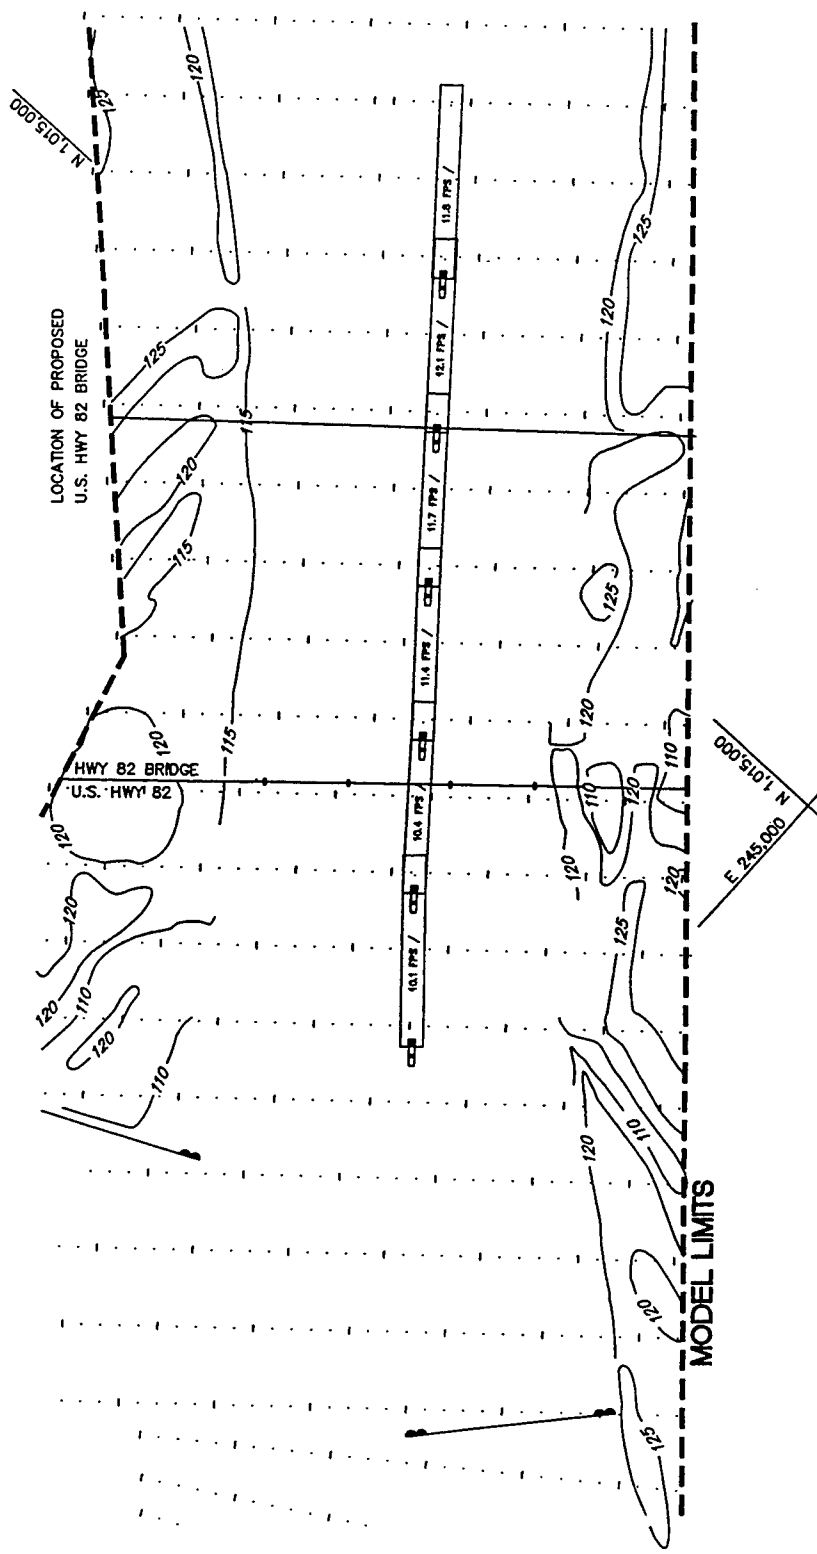 120
120
125
N 1,015,000
125
11.8 FPS /
120
LOCATION OF PROPOSED
U.S. HWY 82 BRIDGE
125
12.1 FPS /
115
120
11.7 FPS /
115
125
11.4 FPS /
120
115
120
HWY 82 BRIDGE
U.S. HWY 82
110
N 1,015,000
110
120
120
10.4 FPS /
120
E 245,000
120
120
125
10.1 FPS /
120
110
120
110
120
110
MODEL LIMITS
120
125